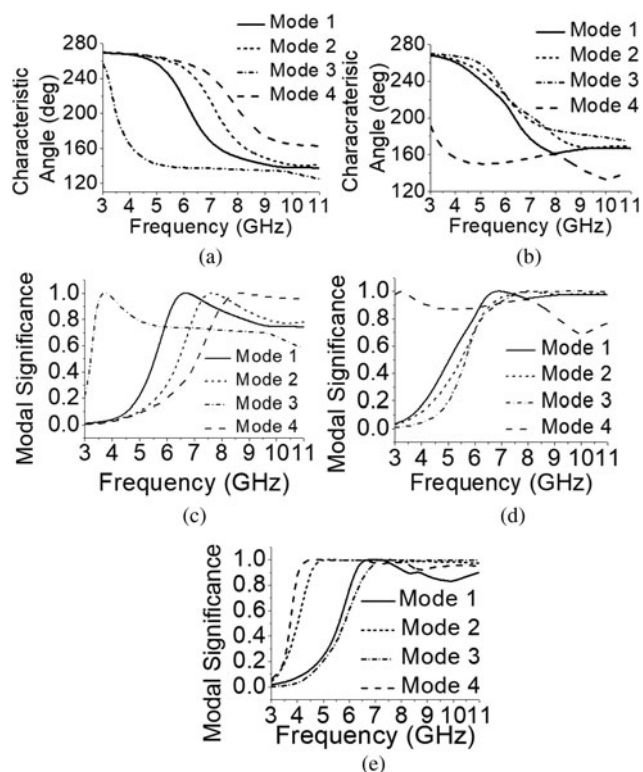 Mode 1
Mode 2
Mode 3
Mode 4
280
240
200
160
120
Characteristic
Angle (deg)
3 4 5 6 7 8 9 10 11
Frequency (GHz)
(a)
Mode 1
Mode 2
Mode 3
Mode 4
280
240
200
160
120
Characraterisic
Angle (deg)
3 4 5 6 7 8 9 10 11
Frequency (GHz)
(b)
1.0
0.8
0.6
0.4
0.2
0.0
Modal Significance
Mode 1
Mode 2
Mode 3
Mode 4
3 4 5 6 7 8 9 10 11
Frequency (GHz)
(c)
1.0
0.8
0.6
0.4
0.2
0.0
Modal Significance
Mode 1
Mode 2
Mode 3
Mode 4
3 4 5 6 7 8 9 10 11
Frequency (GHz)
(d)
1.0
0.8
0.6
0.4
0.2
0.0
Modal Significance
Mode 1
Mode 2
Mode 3
Mode 4
3 4 5 6 7 8 9 10 11
Frequency (GHz)
(e)